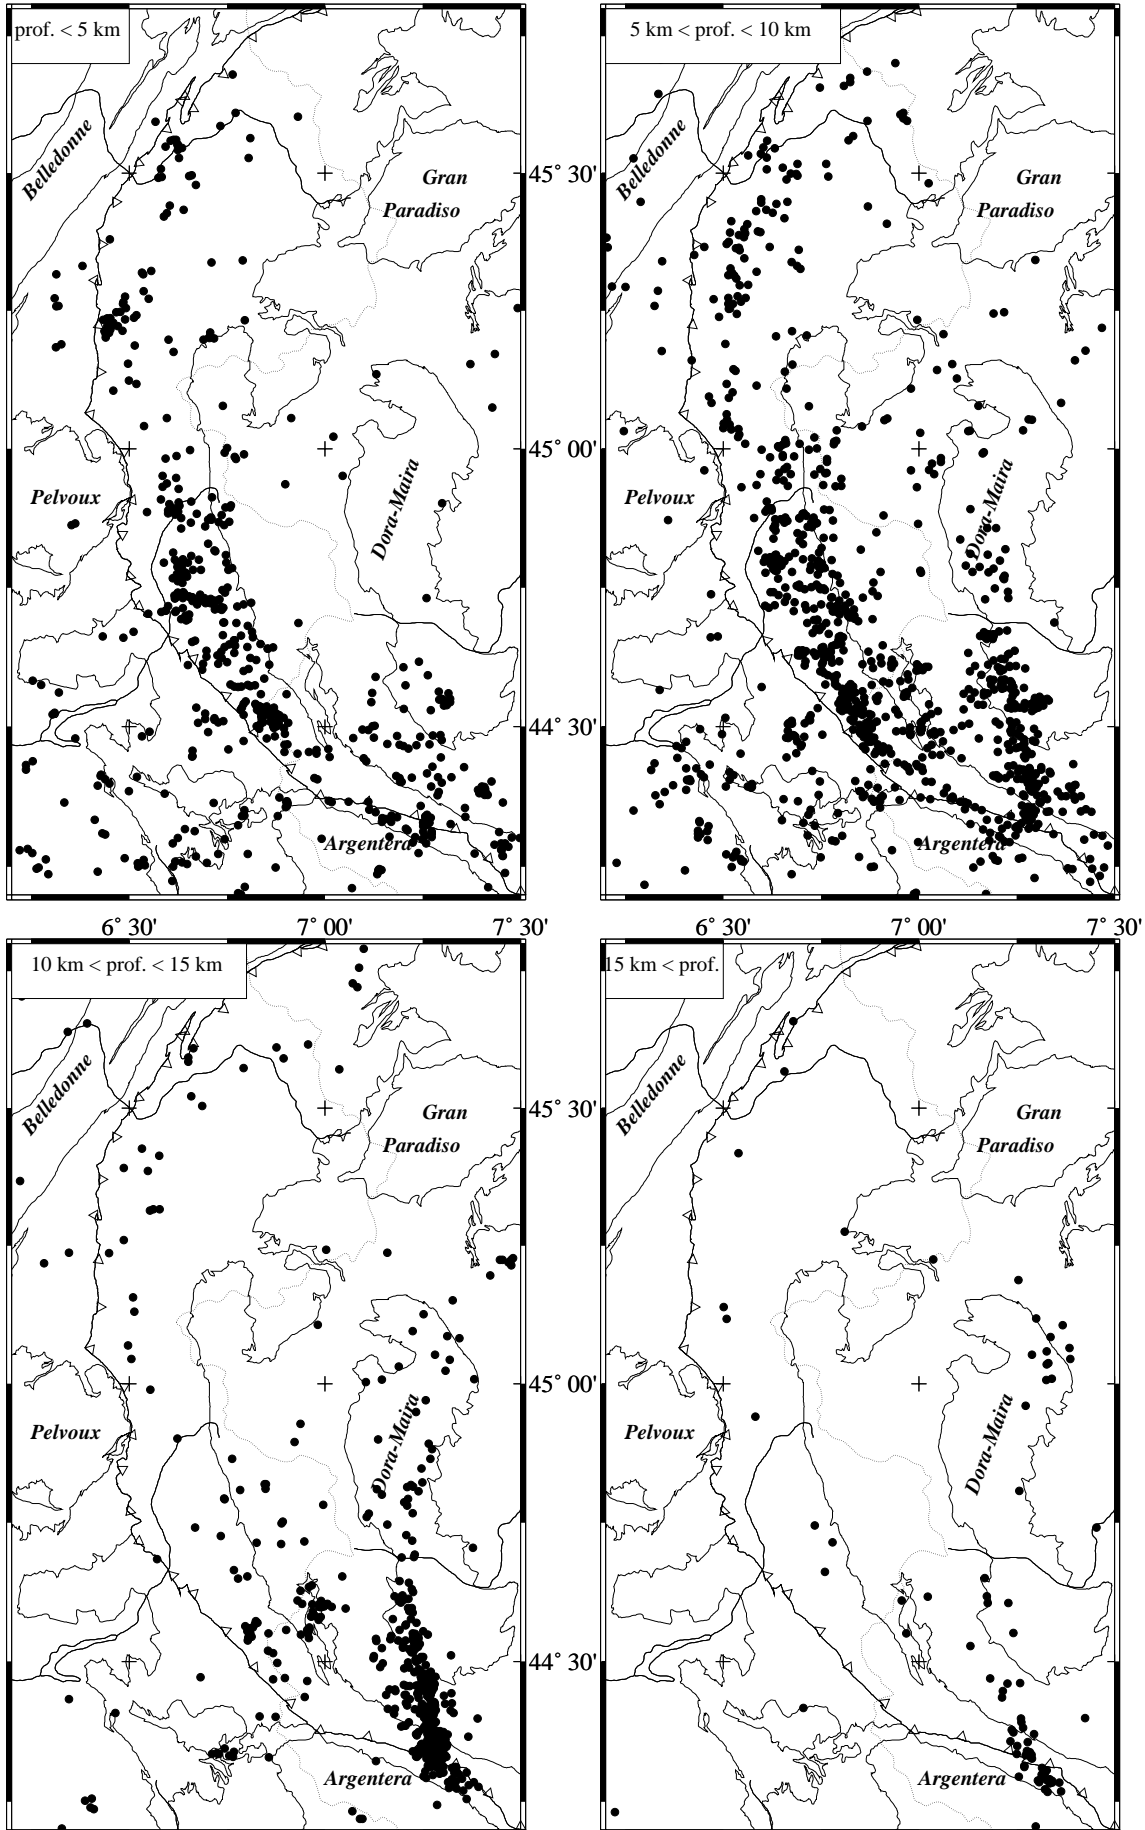 prof. < 5 km
5 km < prof. < 10 km
Belledonne
Gran
Paradiso
Dora-Maira
Pelvoux
Argentera
Belledonne
Gran
Paradiso
Dora-Maira
Pelvoux
Argentera
45° 30'
45° 00'
44° 30'
6° 30'
7° 00'
7° 30'
6° 30'
7° 00'
7° 30'
10 km < prof. < 15 km
15 km < prof.
Belledonne
Gran
Paradiso
Dora-Maira
Pelvoux
Argentera
Belledonne
Gran
Paradiso
Dora-Maira
Pelvoux
Argentera
45° 30'
45° 00'
44° 30'